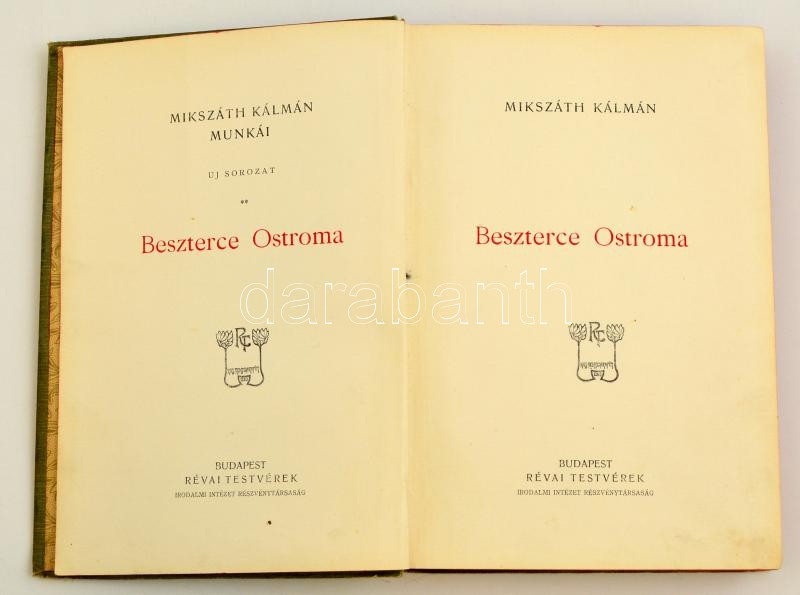 MIKSZÁTH KÁLMÁN
MUNKÁI
UJ SOROZAT
**
Beszterce Ostroma
BUDAPEST
RÉVAI TESTVÉREK
IRODALMI INTÉZET RÉSZVÉNYTÁRSASÁG
MIKSZÁTH KÁLMÁN
Beszterce Ostroma
BUDAPEST
RÉVAI TESTVÉREK
IRODALMI INTÉZET RÉSZVÉNYTÁRSASÁG
darabanth